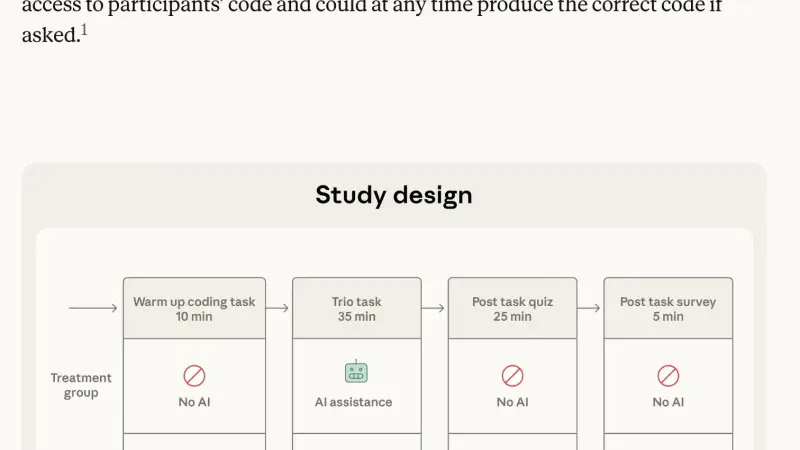 access to participants' code and could at any time produce the correct code if
asked.1
Study design
Warm up coding task
10 min
Trio task
35 min
Post task quiz
25 min
Post task survey
5 min
Treatment
group
No AI
AI assistance
No AI
No AI